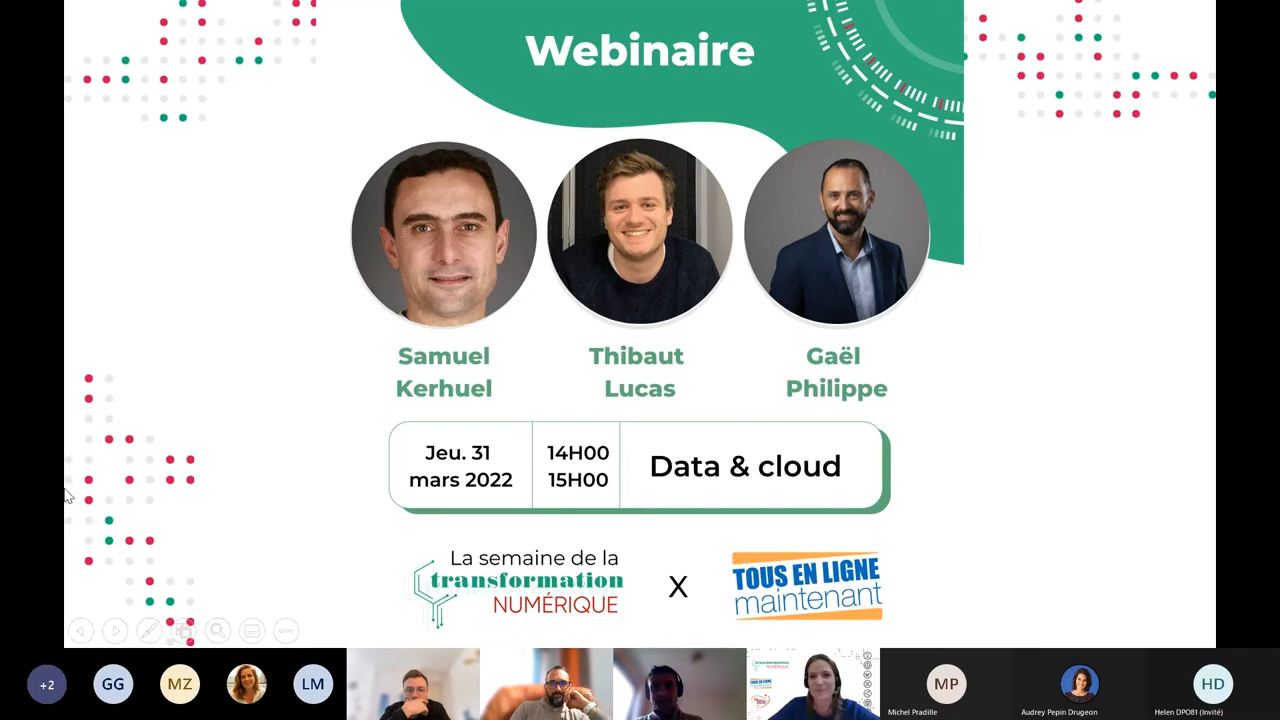 Webinaire
Samuel
Kerhuel
Thibaut
Lucas
Gaël
Philippe
Jeu. 31
mars 2022
14H00
15H00
Data & cloud
La semaine de la
transformation
NUMÉRIQUE
X
TOUS EN LIGNE
maintenant
+2
GG
MZ
LM
MP
HD
Michel Pradille
Audrey Pepin Drugeon
Helen DPO81 (Invité)